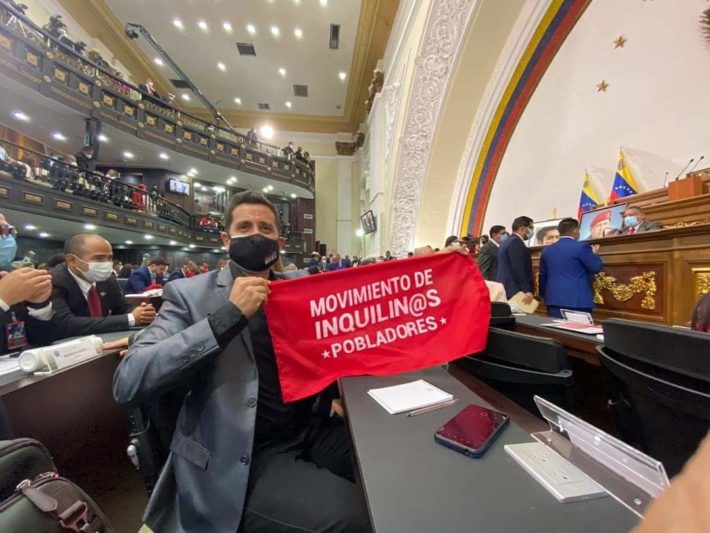 MOVIMIENTO DE
INQUILIN@S
★POBLADORES★